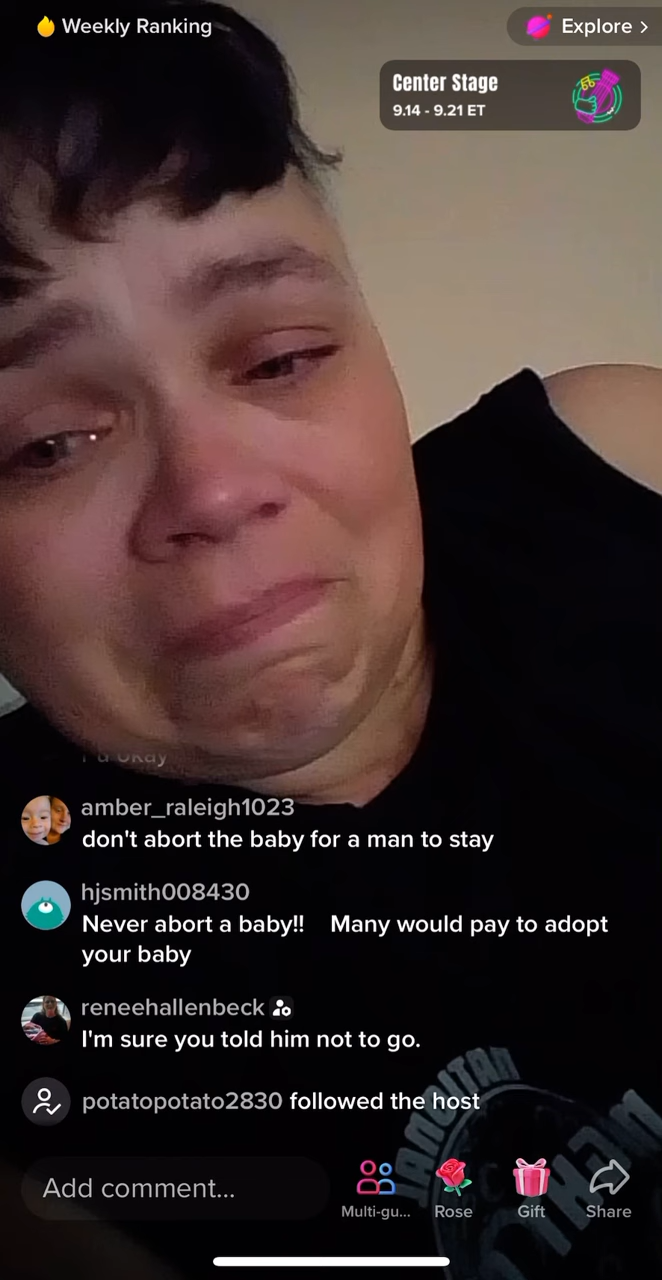 Weekly Ranking
Explore >
Center Stage
9.14 - 9.21 ET
amber_raleigh1023
don't abort the baby for a man to stay
hjsmith008430
Never abort a baby!! Many would pay to adopt
your baby
reneehallenbeck
I'm sure you told him not to go.
potatopotato2830 followed the host
Add comment...
Multi-gu...
Rose
Gift
Share